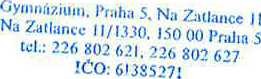 Gymnázium, Praha 5, Na Zatlance 11
Na Zatlance 11/1330, 150 00 Praha 5
tel.: 226 802 621, 226 802 627
IČO: 61385271